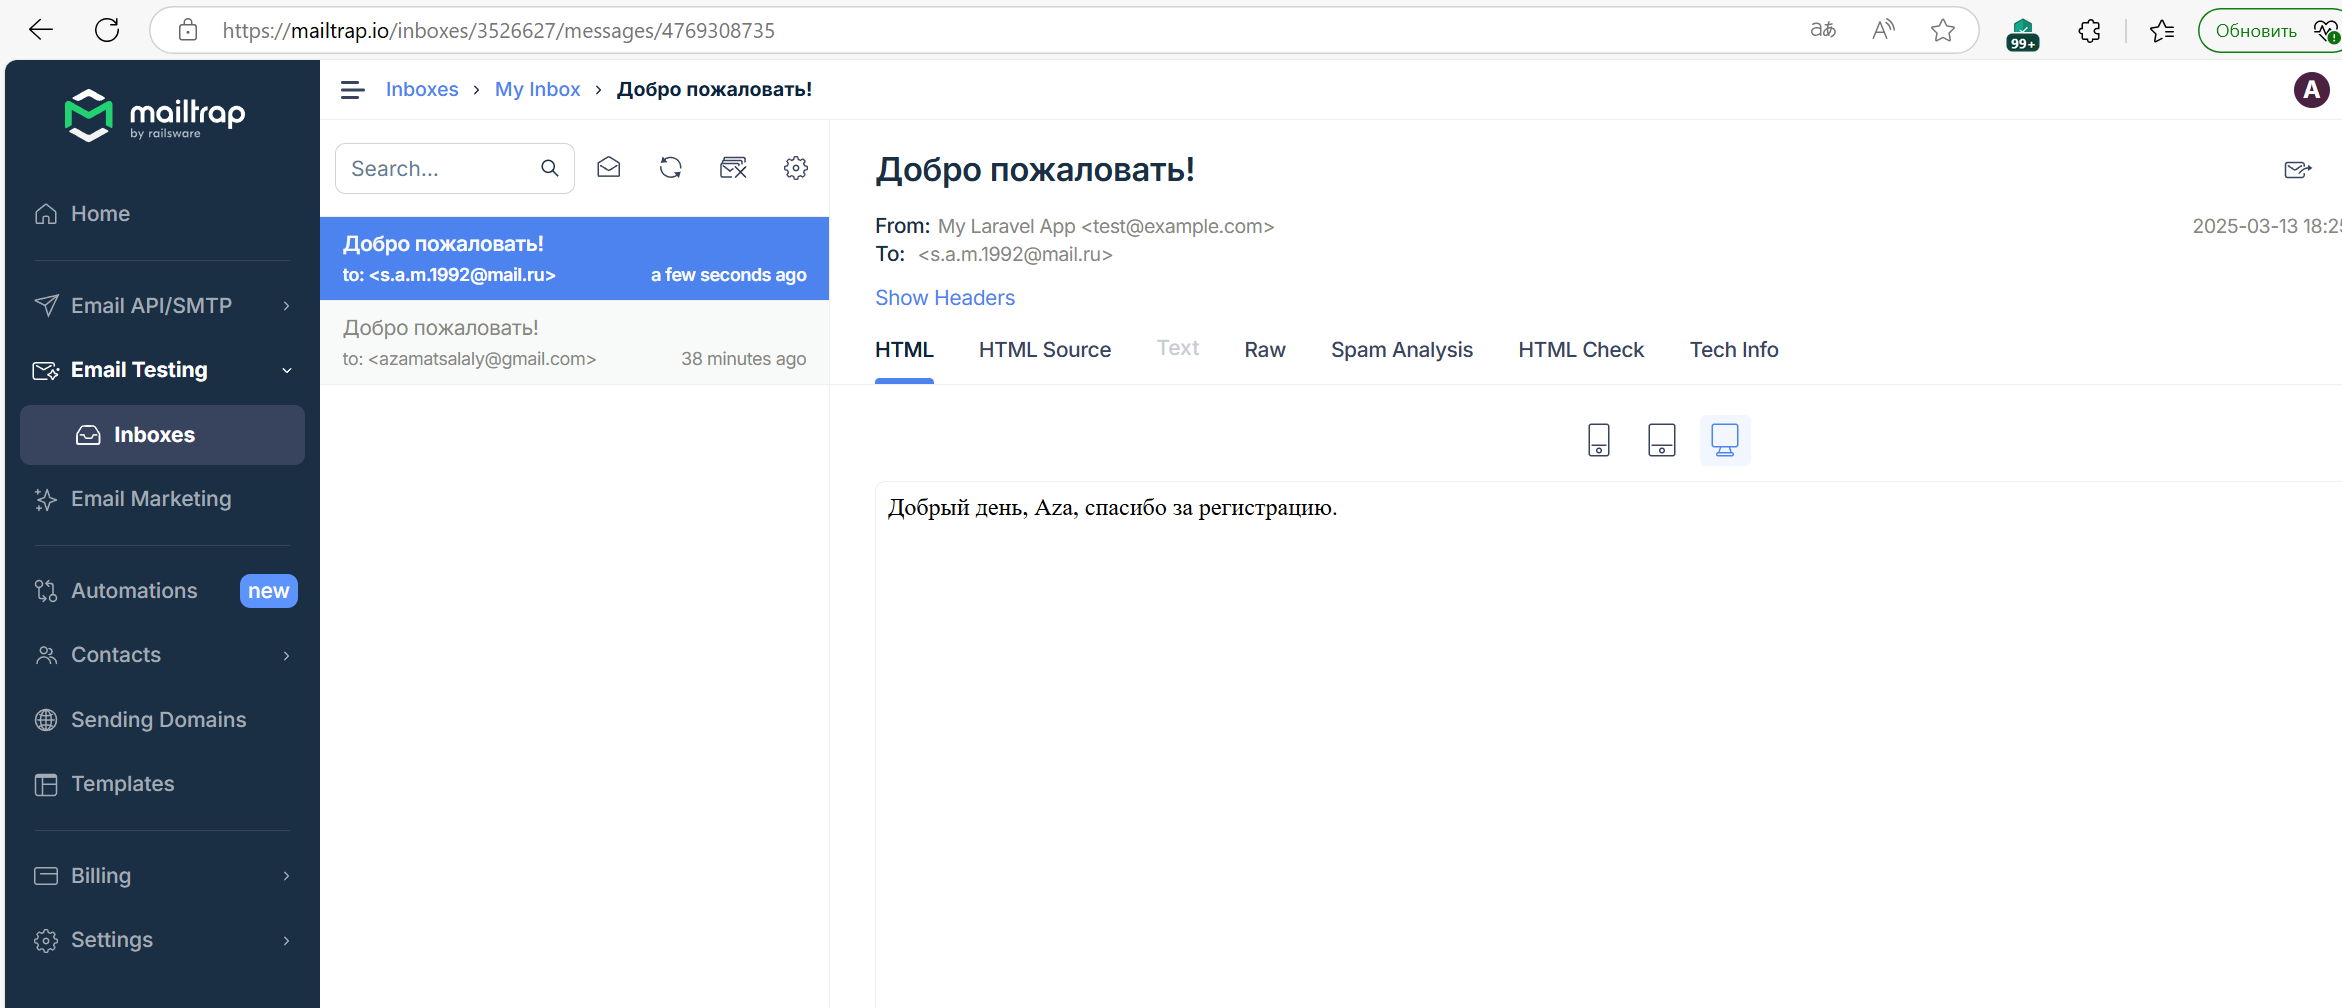 https://mailtrap.io/inboxes/3526627/messages/4769308735
aあ
A
99+
Обновить
mailtrap
by railsware
Home
Email API/SMTP
Email Testing
Inboxes
Email Marketing
Automations new
Contacts
Sending Domains
Templates
Billing
Settings
Inboxes › My Inbox › Добро пожаловать!
A
Search...
Добро пожаловать!
to: <s.a.m.1992@mail.ru> a few seconds ago
Добро пожаловать!
to: <azamatsalaly@gmail.com> 38 minutes ago
Добро пожаловать!
From: My Laravel App <test@example.com>
2025-03-13 18:25
To: <s.a.m.1992@mail.ru>
Show Headers
HTML HTML Source Text Raw Spam Analysis HTML Check Tech Info
Добрый день, Aza, спасибо за регистрацию.